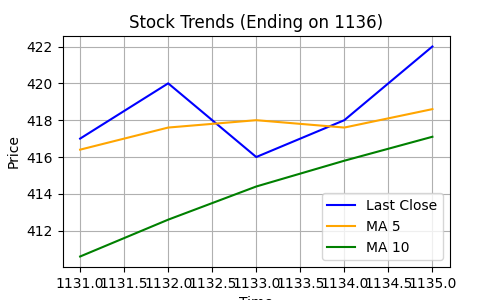 Stock Trends (Ending on 1136)
Price
422
420
418
416
414
412
Last Close
MA 5
MA 10
1131.0 1131.5 1132.0 1132.5 1133.0 1133.5 1134.0 1134.5 1135.0
Time